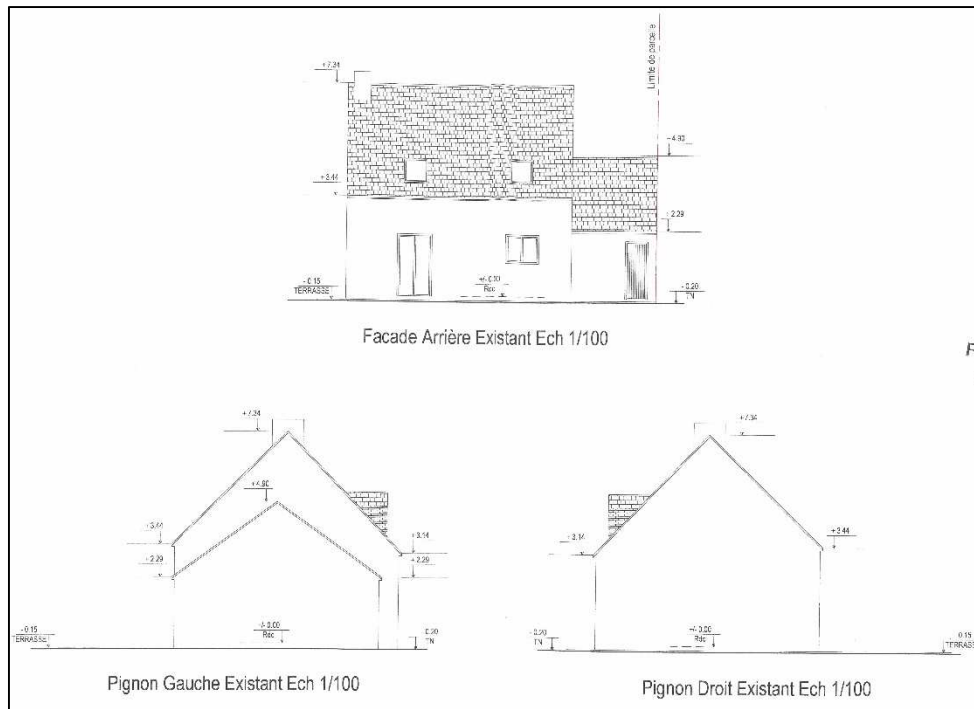 Limite de parcelle
+7.34
- 4.90
+ 3.44
+ 2.29
+/- 0.00
Rdc
- 0.15
TERRASSE
- 0.20
TN
Facade Arrière Existant Ech 1/100
+7.34
+4.90
+ 3.44
+ 2.29
+ 3.14
+ 2.29
+/- 0.00
Rdc
- 0.15
TERRASSE
0.20
TN
Pignon Gauche Existant Ech 1/100
+7.34
+ 3.14
+ 3.44
+/- 0.00
Rdc
- 0.20
TN
- 0.15
TERRASSE
Pignon Droit Existant Ech 1/100